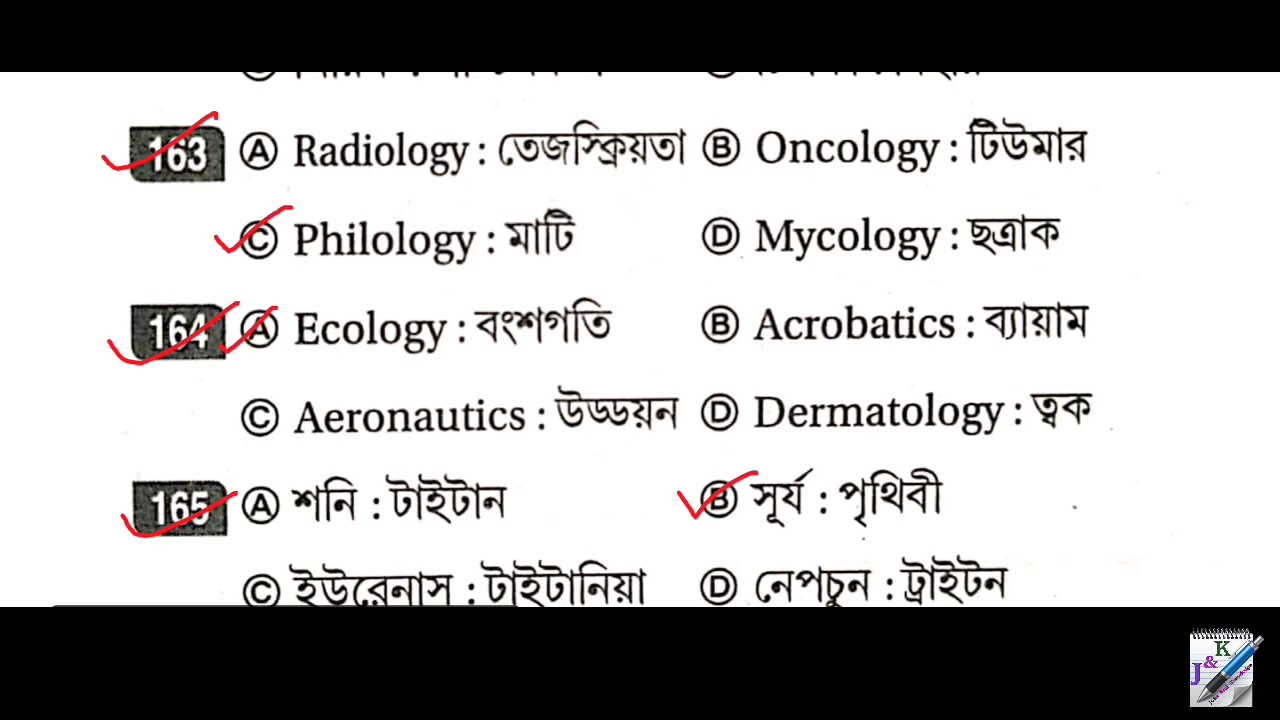 163 Ⓐ Radiology : তেজস্ক্রিয়তা Ⓑ Oncology : টিউমার
Ⓒ Philology : মাটি Ⓓ Mycology : ছত্রাক
164 Ⓐ Ecology : বংশগতি Ⓑ Acrobatics : ব্যায়াম
Ⓒ Aeronautics : উড্ডয়ন Ⓓ Dermatology : ত্বক
165 Ⓐ শনি : টাইটান Ⓑ সূর্য : পৃথিবী
Ⓒ ইউরেনাস : টাইটানিয়া Ⓓ নেপচুন : ট্রাইটন
J & K